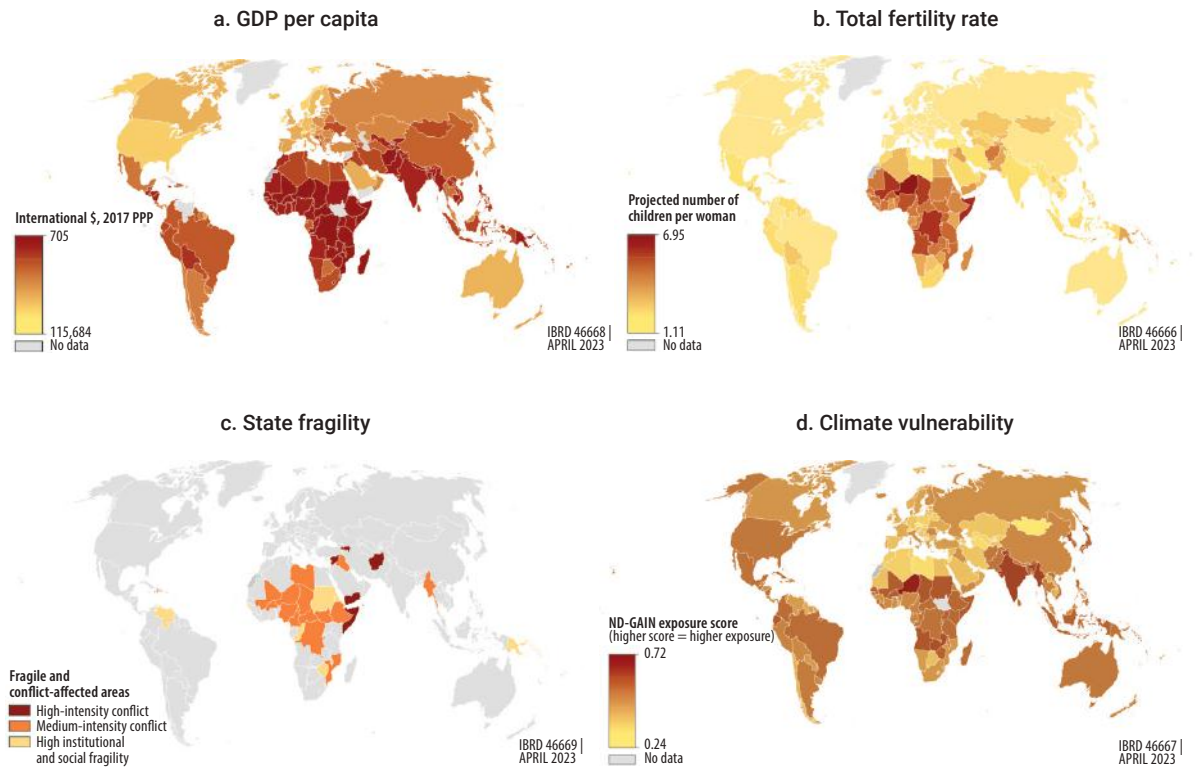 a. GDP per capita
International $, 2017 PPP
705
115,684
No data
IBRD 46668 |
APRIL 2023
b. Total fertility rate
Projected number of
children per woman
6.95
1.11
No data
IBRD 46666 |
APRIL 2023
c. State fragility
Fragile and
conflict-affected areas
High-intensity conflict
Medium-intensity conflict
High institutional
and social fragility
IBRD 46669 |
APRIL 2023
d. Climate vulnerability
ND-GAIN exposure score
(higher score = higher exposure)
0.72
0.24
No data
IBRD 46667 |
APRIL 2023